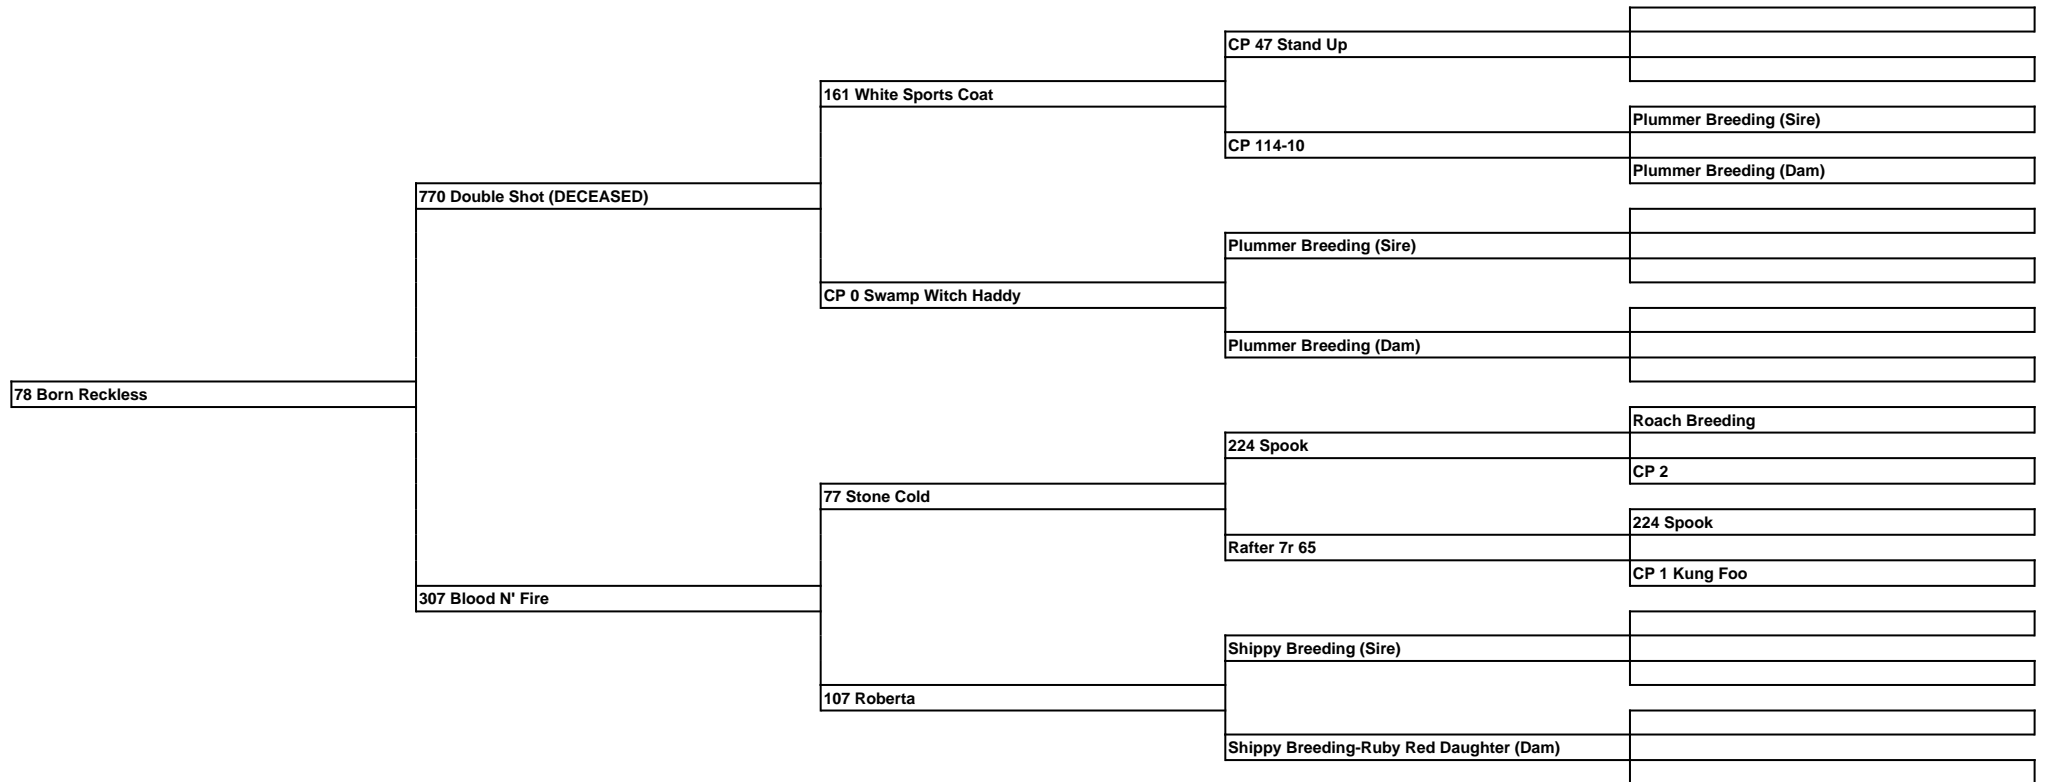 CP 47 Stand Up
161 White Sports Coat
Plummer Breeding (Sire)
CP 114-10
Plummer Breeding (Dam)
770 Double Shot (DECEASED)
Plummer Breeding (Sire)
CP 0 Swamp Witch Haddy
Plummer Breeding (Dam)
78 Born Reckless
Roach Breeding
224 Spook
CP 2
77 Stone Cold
224 Spook
Rafter 7r 65
CP 1 Kung Foo
307 Blood N' Fire
Shippy Breeding (Sire)
107 Roberta
Shippy Breeding-Ruby Red Daughter (Dam)